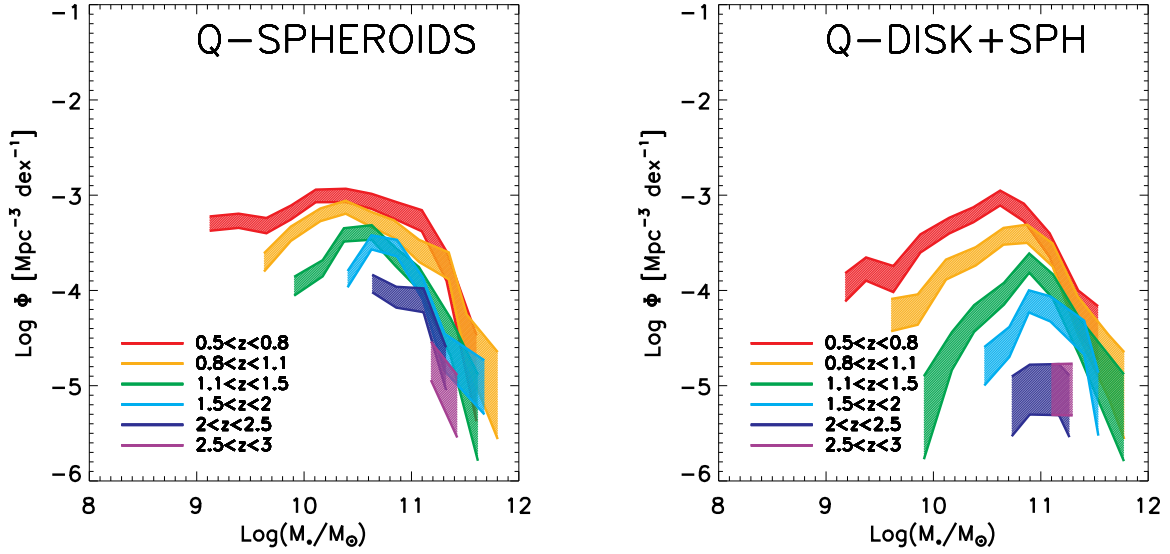 Q-SPHEROIDS
-1
-2
-3
-4
-5
-6
Log Φ [Mpc⁻³ dex⁻¹]
0.5<z<0.8
0.8<z<1.1
1.1<z<1.5
1.5<z<2
2<z<2.5
2.5<z<3
8 9 10 11 12
Log(M*/M⊙)
Q-DISK+SPH
-1
-2
-3
-4
-5
-6
Log Φ [Mpc⁻³ dex⁻¹]
0.5<z<0.8
0.8<z<1.1
1.1<z<1.5
1.5<z<2
2<z<2.5
2.5<z<3
8 9 10 11 12
Log(M*/M⊙)